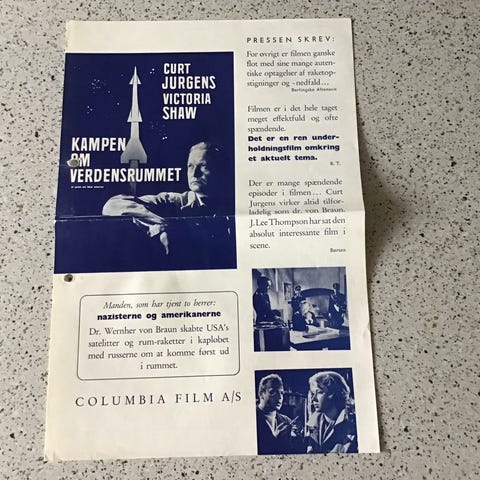 CURT
JURGENS
VICTORIA
SHAW
KAMPEN
OM
VERDENSRUMMET
Manden, som har tjent to herrer:
nazisterne og amerikanerne
Dr. Wernher von Braun skabte USA's
satelitter og rum-raketter i kapløbet
med russerne om at komme først ud
i rummet.
COLUMBIA FILM A/S
PRESSEN SKREV:
For øvrigt er filmen ganske
flot med sine mange auten-
tiske optagelser af raketop-
stigninger og -nedfald...
Berlingske Aftenavis
Filmen er i det hele taget
meget effektfuld og ofte
spændende.
Det er en ren under-
holdningsfilm omkring
et aktuelt tema.
B. T.
Der er mange spændende
episoder i filmen... Curt
Jurgens virker altid tilfor-
ladelig som dr. von Braun.
J. Lee Thompson har sat den
absolut interessante film i
scene.
Børsen